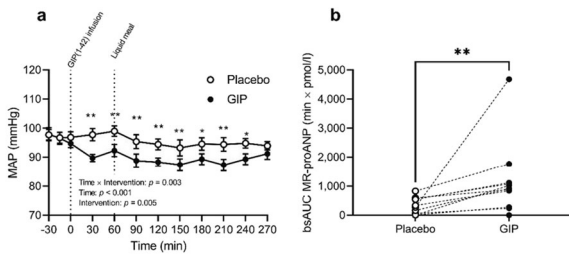 a
GIP(1-42) infusion
Liquid meal
Placebo
GIP
MAP (mmHg)
120
110
100
90
80
70
** ** ** ** ** * ** *
Time × Intervention: p = 0.003
Time: p < 0.001
Intervention: p = 0.005
-30 0 30 60 90 120 150 180 210 240 270
Time (min)
b
**
bsAUC MR-proANP (min × pmol/l)
5,000
4,000
3,000
2,000
1,000
0
Placebo GIP